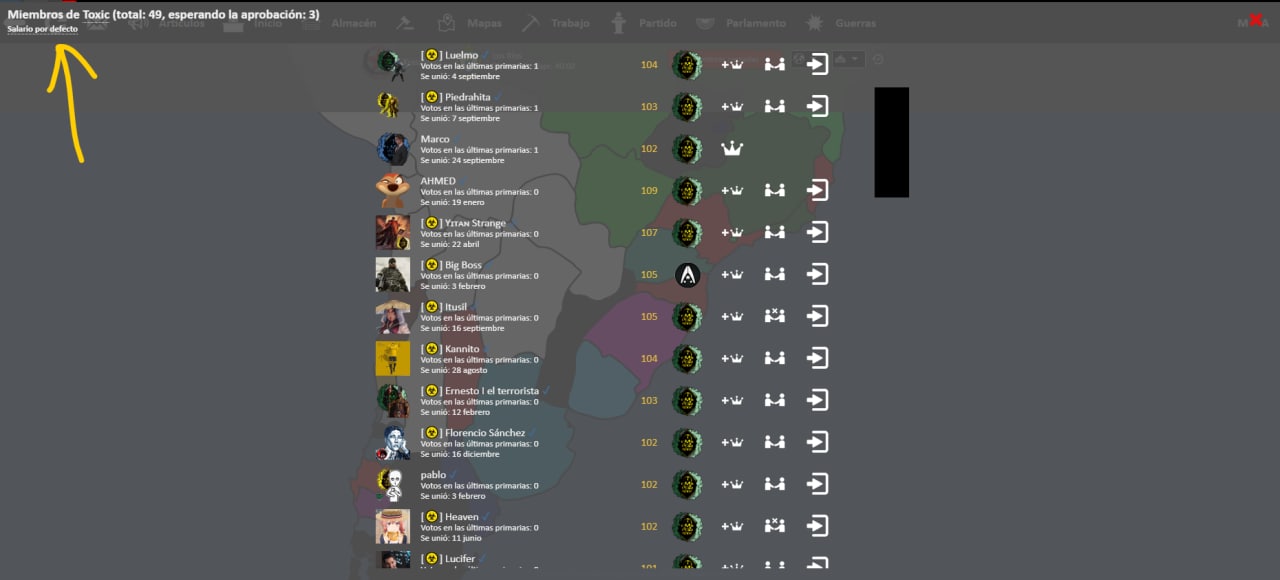 Miembros de Toxic (total: 49, esperando la aprobación: 3)
Salario por defecto
Artículos Inicio Almacén Mapas Trabajo Partido Parlamento Guerras
[☣] Luelmo ✓
Votos en las últimas primarias: 1
Se unió: 4 septiembre
104
[☣] Piedrahita ✓
Votos en las últimas primarias: 1
Se unió: 7 septiembre
103
Marco
Votos en las últimas primarias: 1
Se unió: 24 septiembre
102
AHMED ✓
Votos en las últimas primarias: 0
Se unió: 19 enero
109
[☣] Yɪᴛᴀɴ Strange ✓
Votos en las últimas primarias: 0
Se unió: 22 abril
107
[☣] Big Boss ✓
Votos en las últimas primarias: 0
Se unió: 3 febrero
105
[☣] Itusil ✓
Votos en las últimas primarias: 0
Se unió: 16 septiembre
105
[☣] Kannito
Votos en las últimas primarias: 0
Se unió: 28 agosto
104
[☣] Ernesto I el terrorista ✓
Votos en las últimas primarias: 0
Se unió: 12 febrero
103
[☣] Florencio Sánchez ✓
Votos en las últimas primarias: 0
Se unió: 16 diciembre
102
pablo ✓
Votos en las últimas primarias: 0
Se unió: 3 febrero
102
[☣] Heaven ✓
Votos en las últimas primarias: 0
Se unió: 11 junio
102
[☣] Lucifer ✓